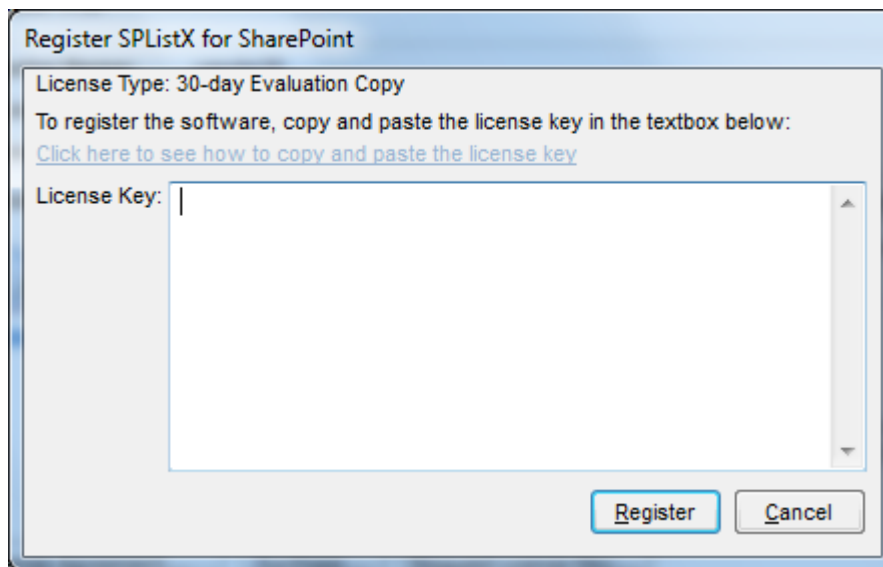 Register SPListX for SharePoint
License Type: 30-day Evaluation Copy
To register the software, copy and paste the license key in the textbox below:
Click here to see how to copy and paste the license key
License Key:
Register
Cancel